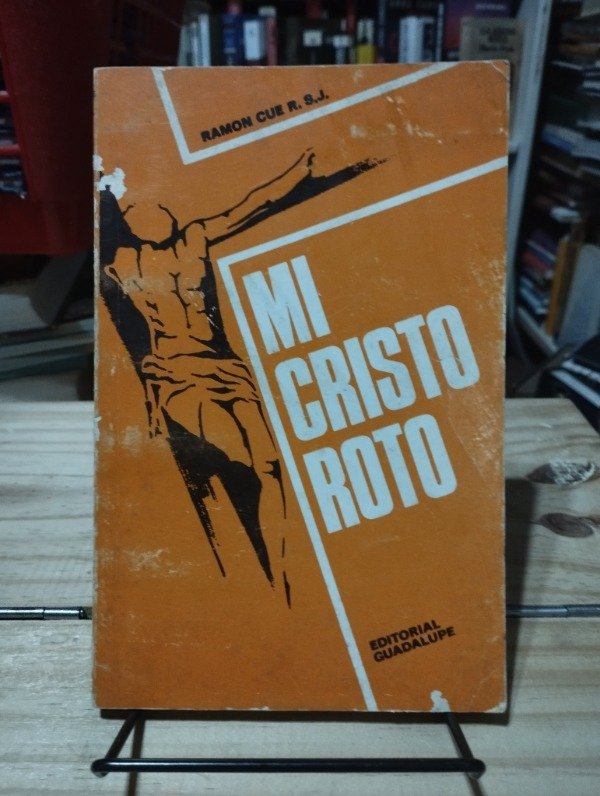 RAMON CUE R. S.J.
MI
CRISTO
ROTO
EDITORIAL
GUADALUPE